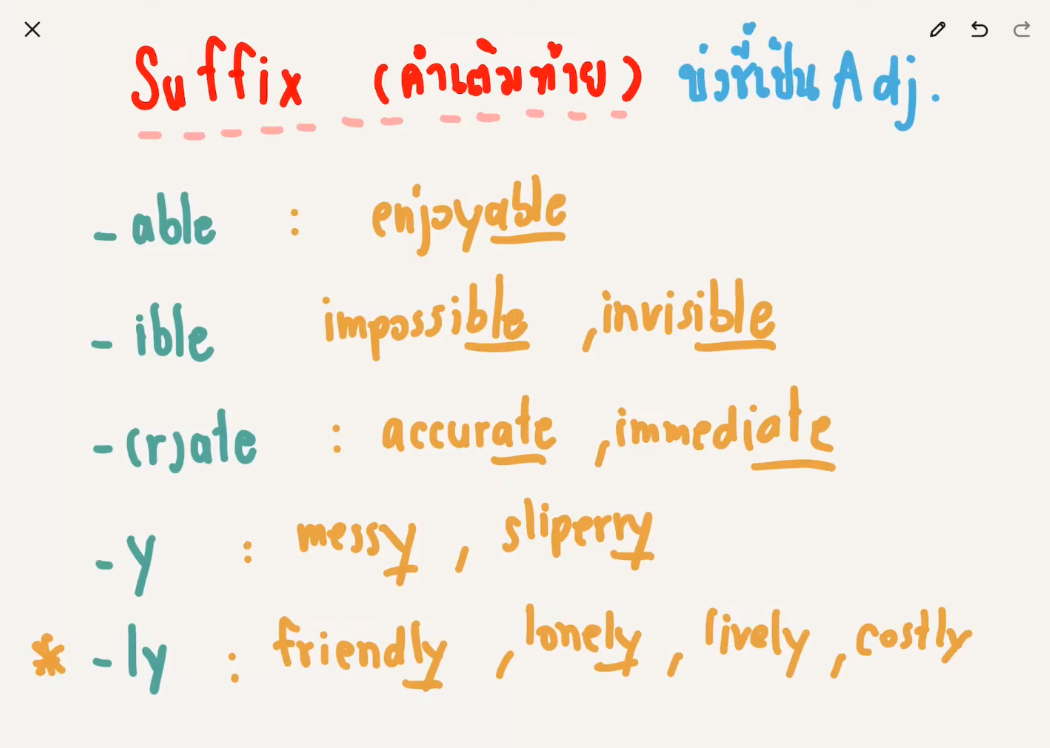 Suffix (คำเติมท้าย) บ่งชี้เป็น Adj.
- able : enjoyable
- ible impossible , invisible
- (r)ate : accurate , immediate
- y : messy , sliperry
* - ly : friendly , lonely , lively , costly